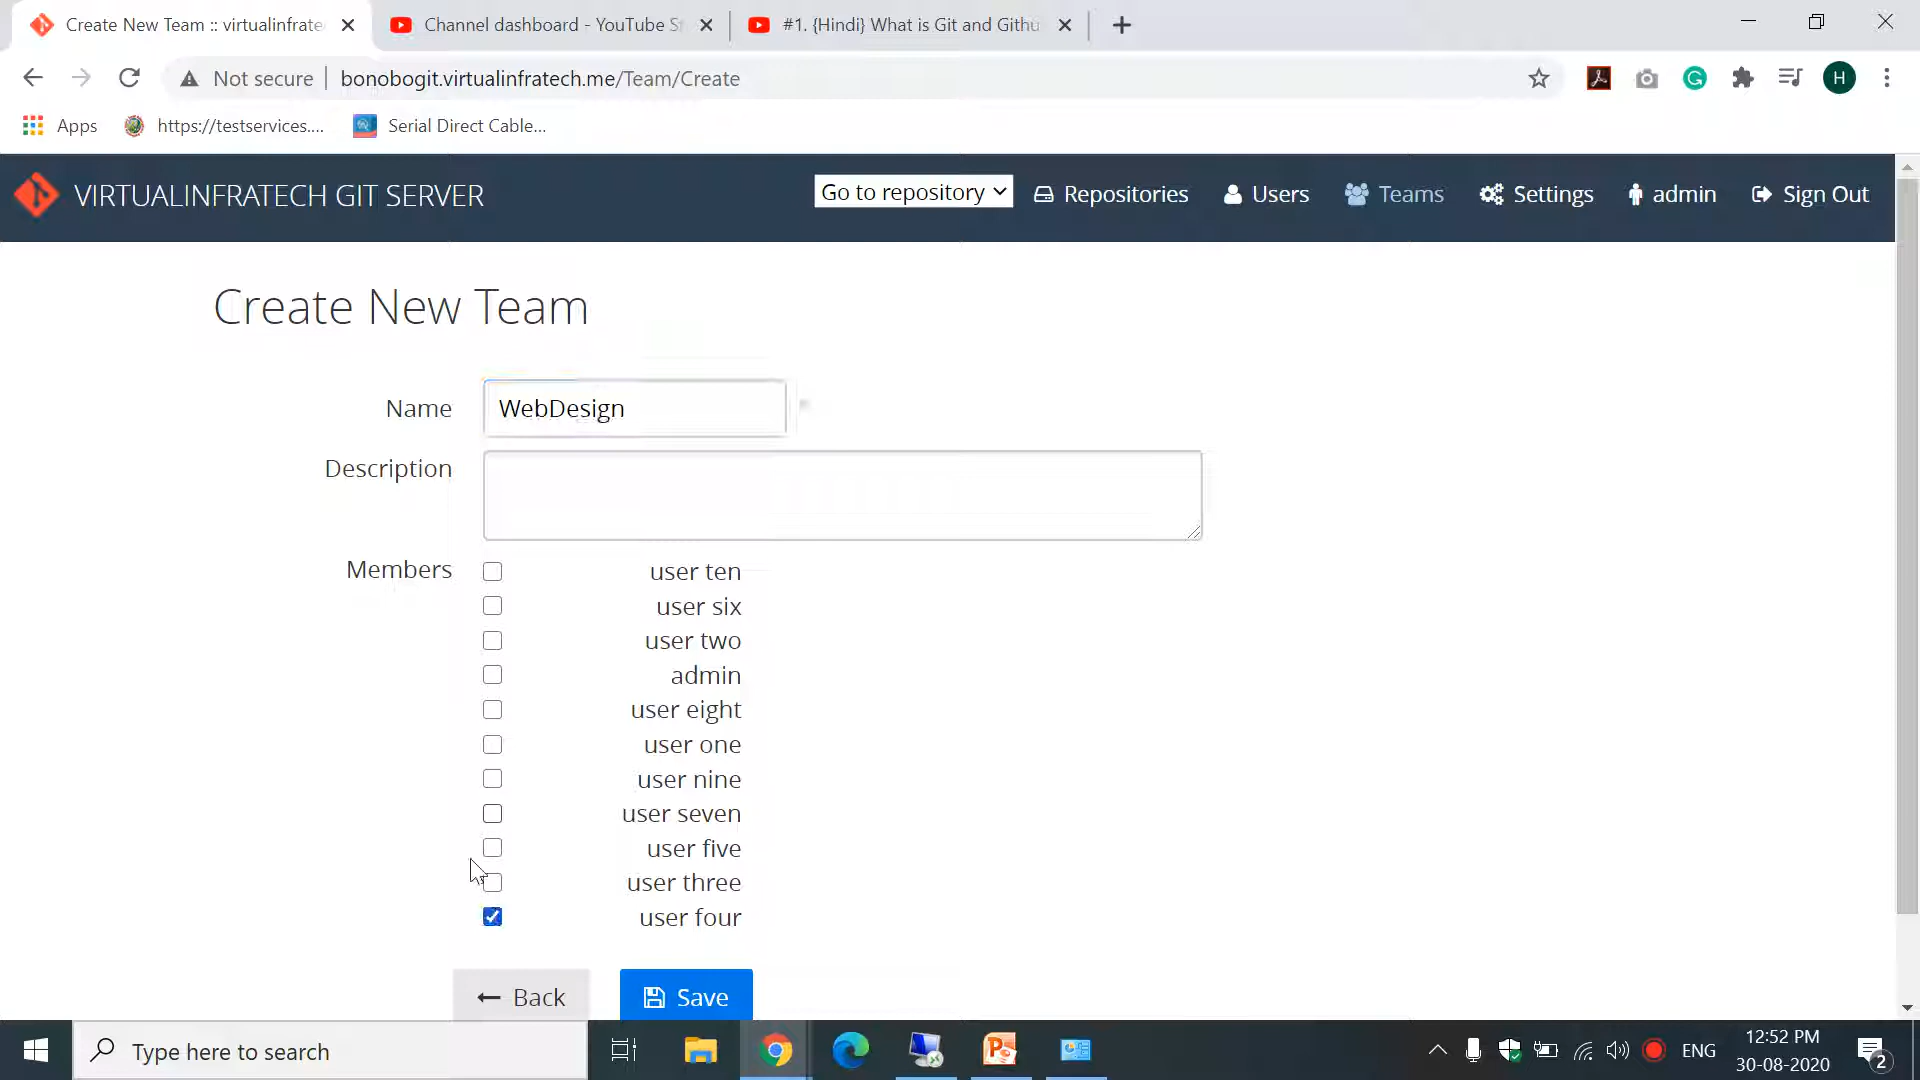 Create New Team :: virtualinfrate
Channel dashboard - YouTube S
#1. {Hindi} What is Git and Githu
Not secure
bonobogit.virtualinfratech.me/Team/Create
H
Apps
https://testservices....
Serial Direct Cable...
VIRTUALINFRATECH GIT SERVER
Go to repository
Repositories
Users
Teams
Settings
admin
Sign Out
Create New Team
Name
WebDesign
Description
Members
user ten
user six
user two
admin
user eight
user one
user nine
user seven
user five
user three
user four
Back
Save
Type here to search
ENG
12:52 PM
30-08-2020
2